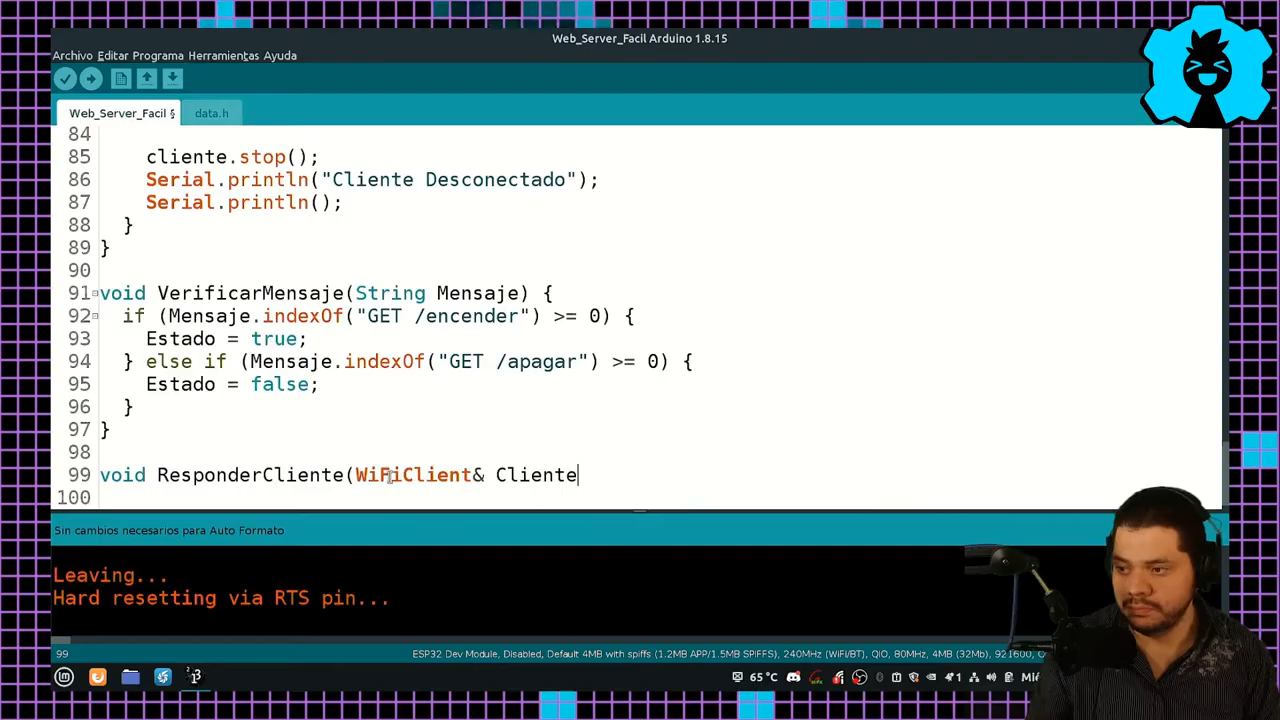 Web_Server_Facil Arduino 1.8.15
Archivo Editar Programa Herramientas Ayuda
Web_Server_Facil § data.h
84
85 cliente.stop();
86 Serial.println("Cliente Desconectado");
87 Serial.println();
88 }
89 }
90
91 void VerificarMensaje(String Mensaje) {
92 if (Mensaje.indexOf("GET /encender") >= 0) {
93 Estado = true;
94 } else if (Mensaje.indexOf("GET /apagar") >= 0) {
95 Estado = false;
96 }
97 }
98
99 void ResponderCliente(WiFiClient& Cliente
100
Sin cambios necesarios para Auto Formato
Leaving...
Hard resetting via RTS pin...
99 ESP32 Dev Module, Disabled, Default 4MB with spiffs (1.2MB APP/1.5MB SPIFFS), 240MHz (WiFi/BT), QIO, 80MHz, 4MB (32Mb), 921600,
65°C 1